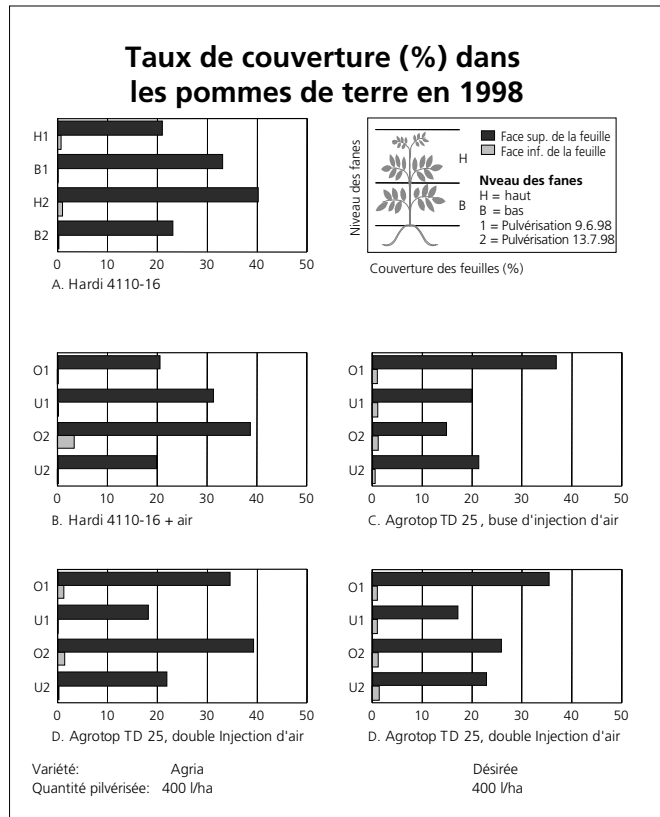 Taux de couverture (%) dans
les pommes de terre en 1998
H1
B1
H2
B2
0 10 20 30 40 50
A. Hardi 4110-16
Niveau des fanes
H
B
Face sup. de la feuille
Face inf. de la feuille
Nveau des fanes
H = haut
B = bas
1 = Pulvérisation 9.6.98
2 = Pulvérisation 13.7.98
Couverture des feuilles (%)
O1
U1
O2
U2
0 10 20 30 40 50
B. Hardi 4110-16 + air
O1
U1
O2
U2
0 10 20 30 40 50
C. Agrotop TD 25 , buse d'injection d'air
O1
U1
O2
U2
0 10 20 30 40 50
D. Agrotop TD 25, double Injection d'air
O1
U1
O2
U2
0 10 20 30 40 50
D. Agrotop TD 25, double Injection d'air
Variété: Agria Désirée
Quantité pilvérisée: 400 l/ha 400 l/ha